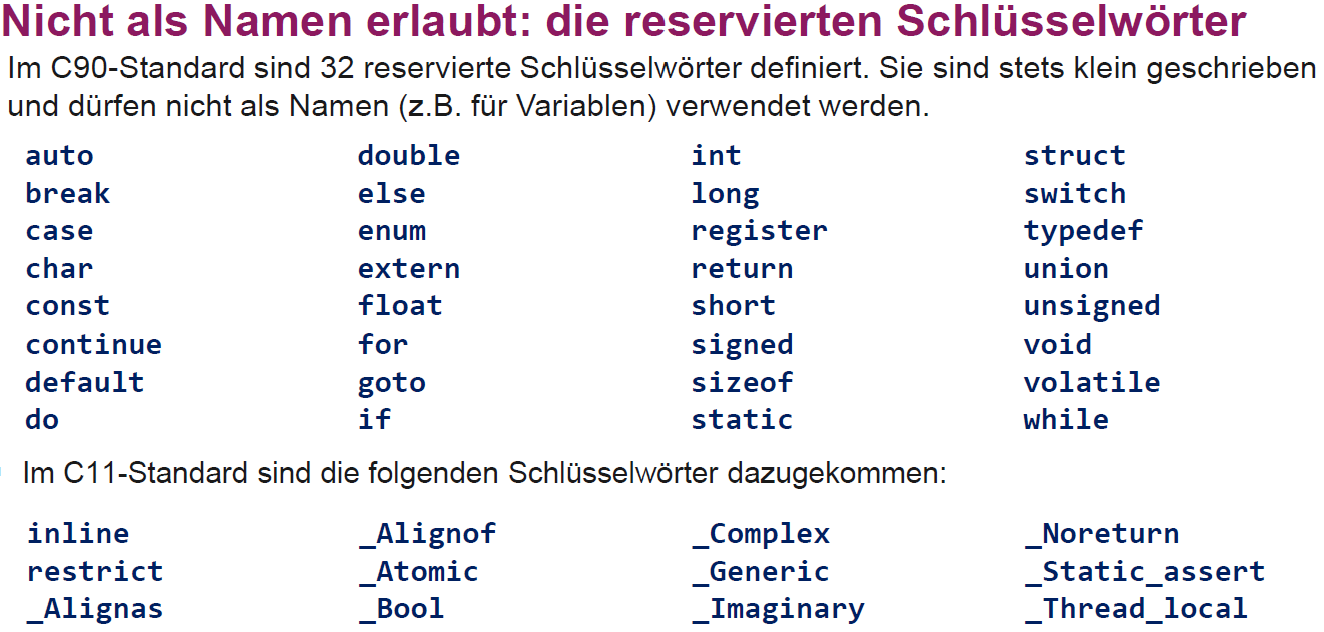 Nicht als Namen erlaubt: die reservierten Schlüsselwörter
Im C90-Standard sind 32 reservierte Schlüsselwörter definiert. Sie sind stets klein geschrieben
und dürfen nicht als Namen (z.B. für Variablen) verwendet werden.
auto double int struct
break else long switch
case enum register typedef
char extern return union
const float short unsigned
continue for signed void
default goto sizeof volatile
do if static while
Im C11-Standard sind die folgenden Schlüsselwörter dazugekommen:
inline _Alignof _Complex _Noreturn
restrict _Atomic _Generic _Static_assert
_Alignas _Bool _Imaginary _Thread_local